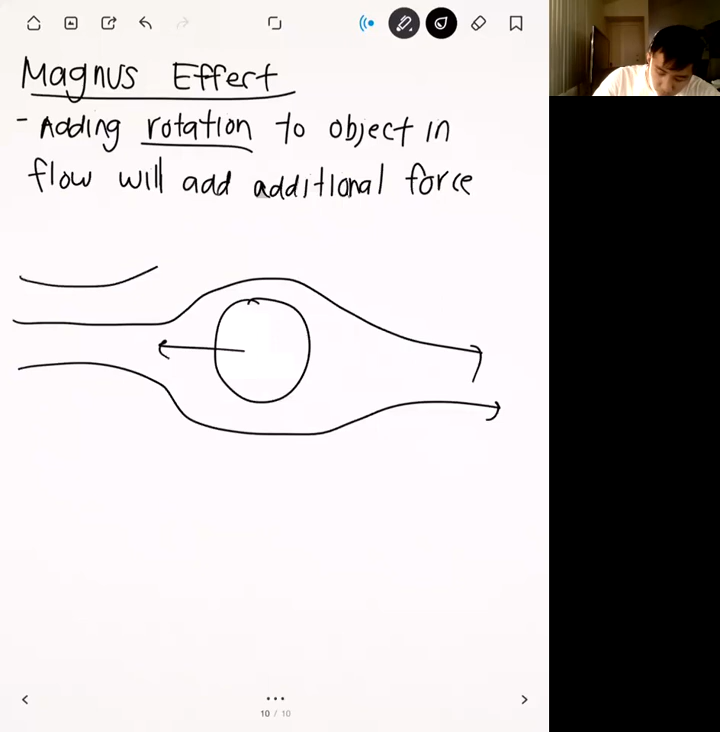 Magnus Effect
- Adding rotation to object in
flow will add additional force
10 / 10